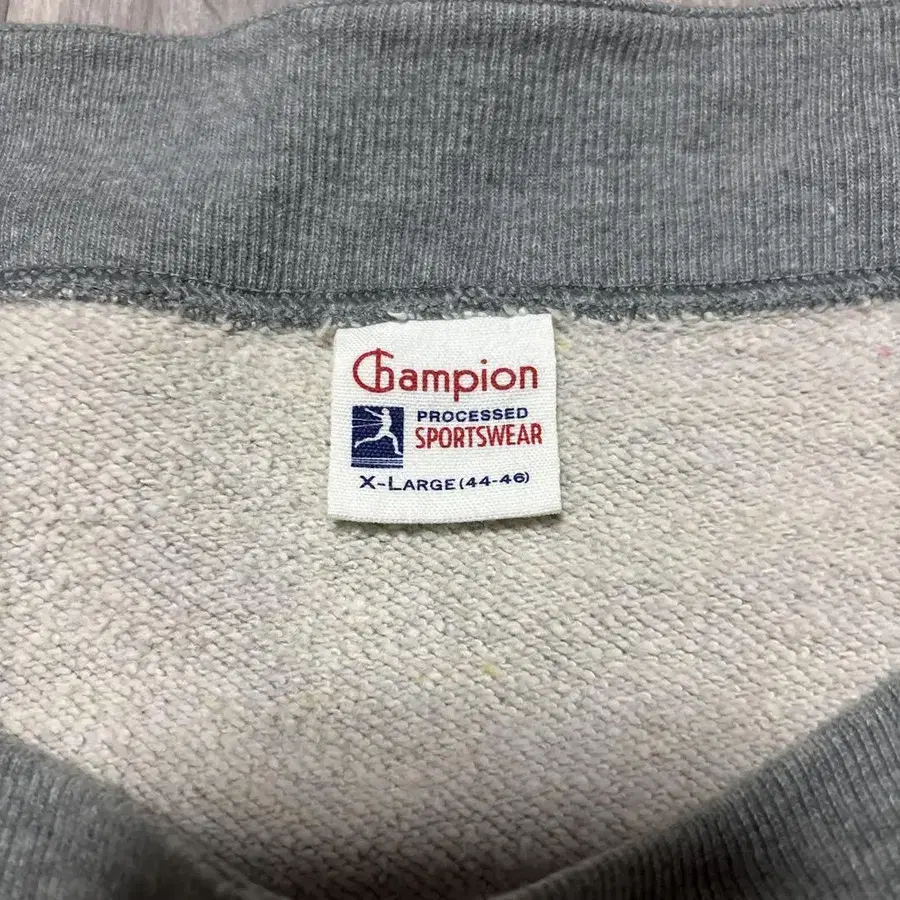 Champion
PROCESSED
SPORTSWEAR
X-LARGE (44-46)